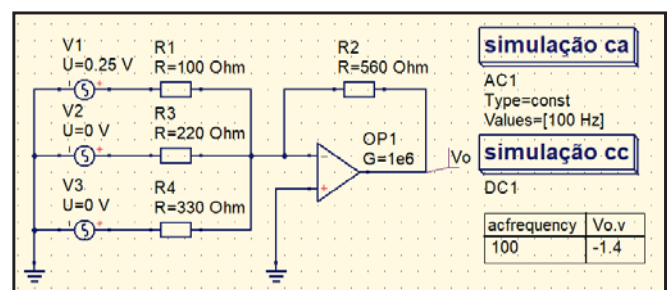 V1
U=0.25 V
R1
R=100 Ohm
R2
R=560 Ohm
V2
U=0 V
R3
R=220 Ohm
V3
U=0 V
R4
R=330 Ohm
OP1
G=1e6
Vo
simulação ca
AC1
Type=const
Values=[100 Hz]
simulação cc
DC1
acfrequency Vo.v
100 -1.4